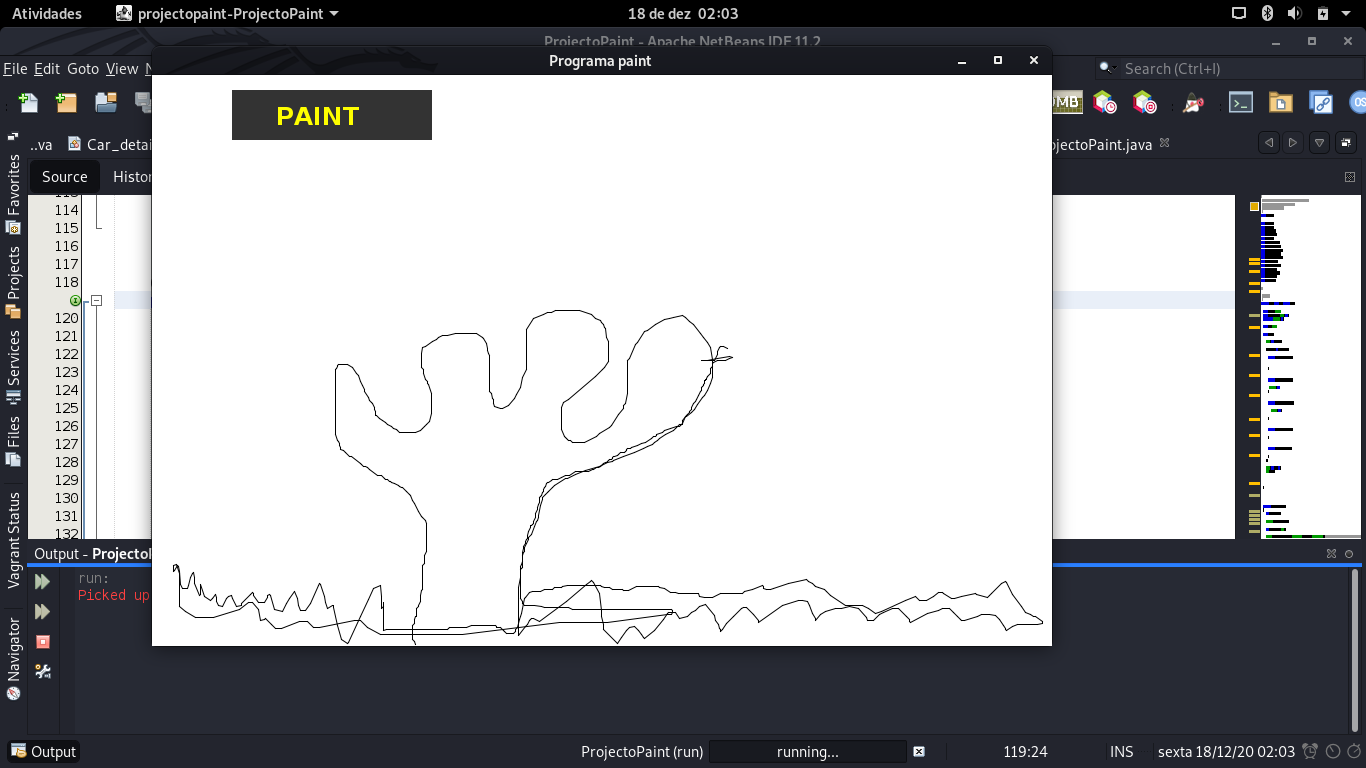 Atividades
projectopaint-ProjectoPaint
18 de dez 02:03
ProjectoPaint - Apache NetBeans IDE 11.2
Programa paint
File Edit Goto View
Search (Ctrl+I)
PAINT
..va
Car_detai
ojectoPaint.java
Source
Histor
Favorites
Projects
Services
Files
Vagrant Status
Navigator
114
115
116
117
118
120
121
122
123
124
125
126
127
128
129
130
131
132
Output - ProjectoP
run:
Picked up
Output
ProjectoPaint (run)
running...
119:24
INS
sexta 18/12/20 02:03